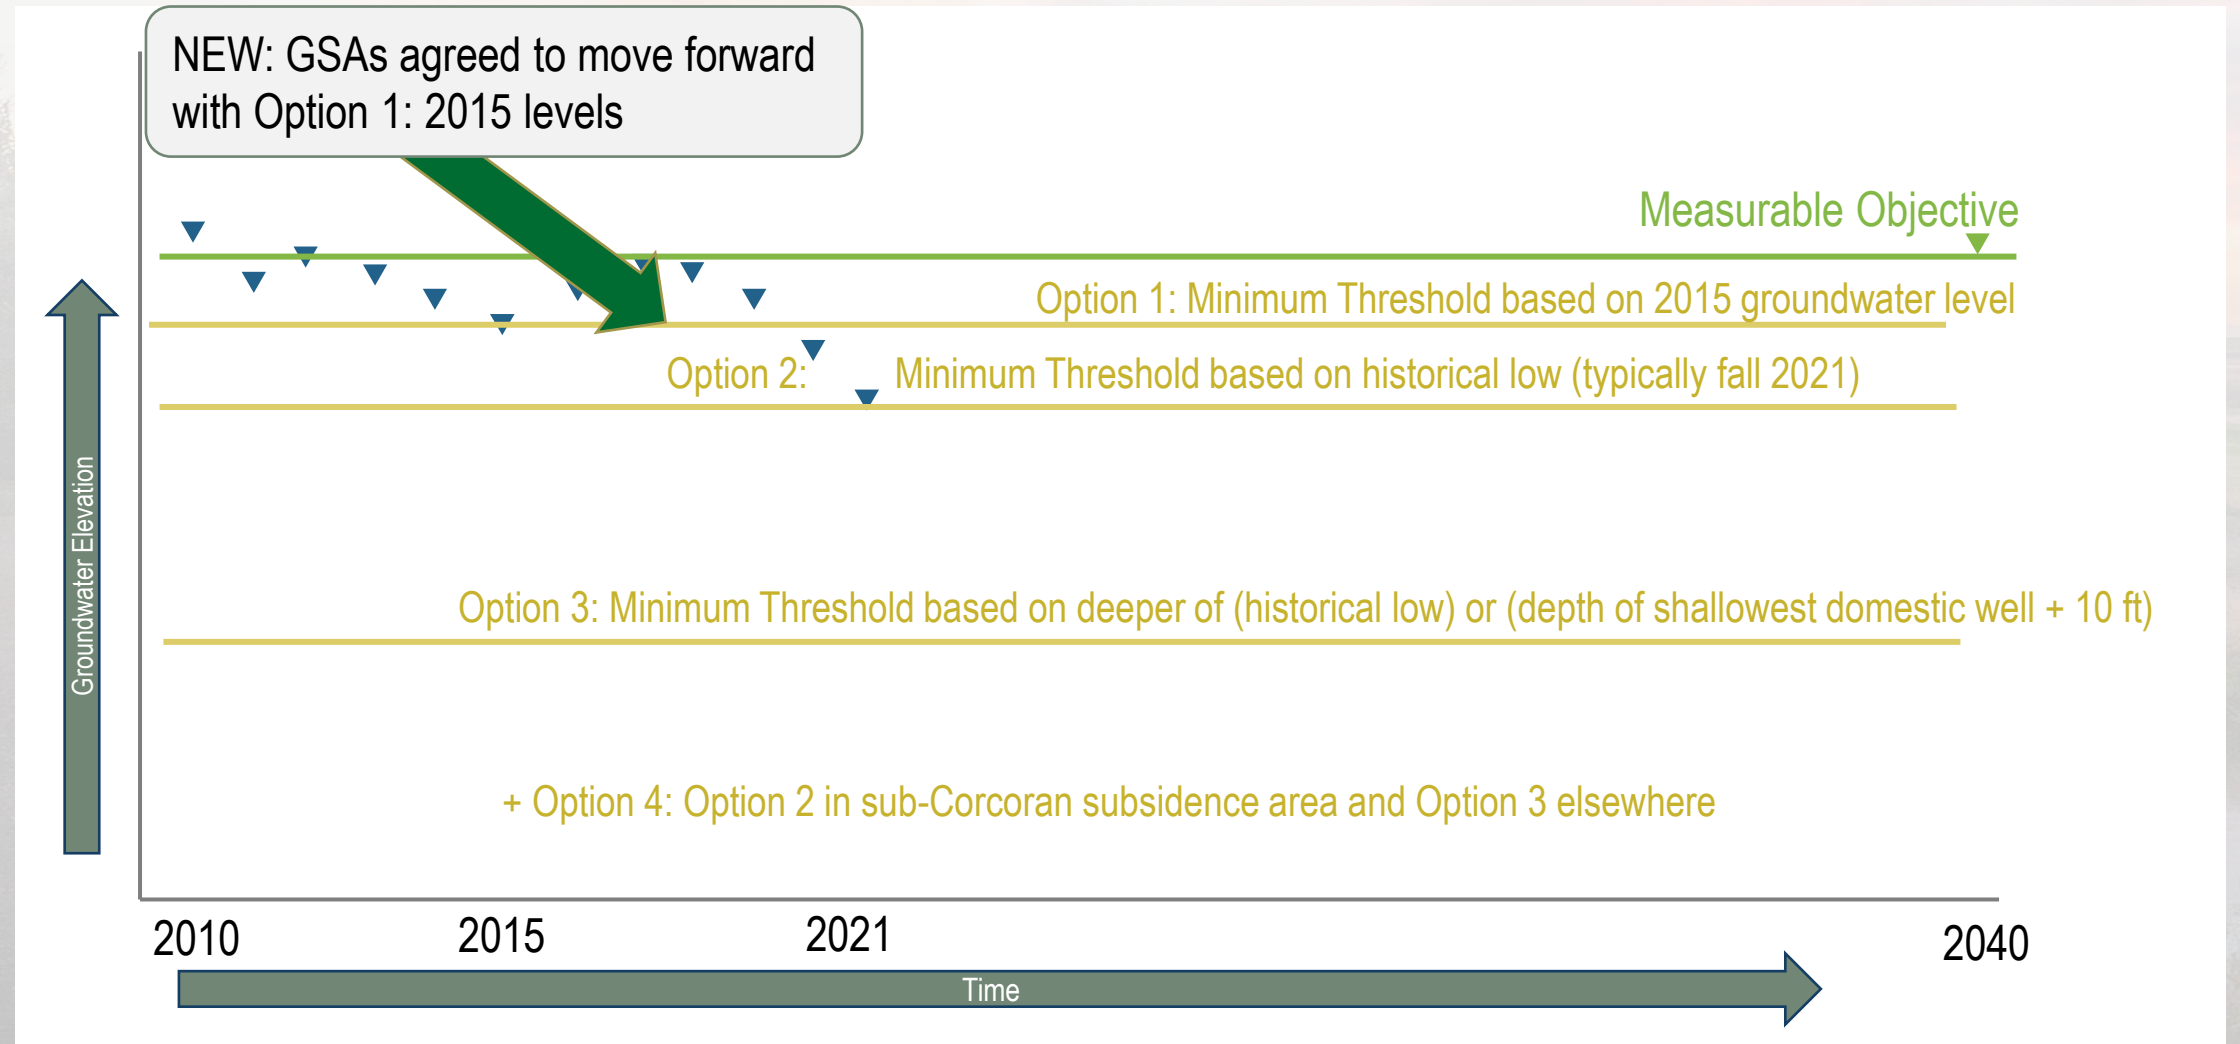 NEW: GSAs agreed to move forward
with Option 1: 2015 levels
Measurable Objective
Option 1: Minimum Threshold based on 2015 groundwater level
Option 2: Minimum Threshold based on historical low (typically fall 2021)
Groundwater Elevation
Option 3: Minimum Threshold based on deeper of (historical low) or (depth of shallowest domestic well + 10 ft)
+ Option 4: Option 2 in sub-Corcoran subsidence area and Option 3 elsewhere
2010 2015 2021 2040
Time